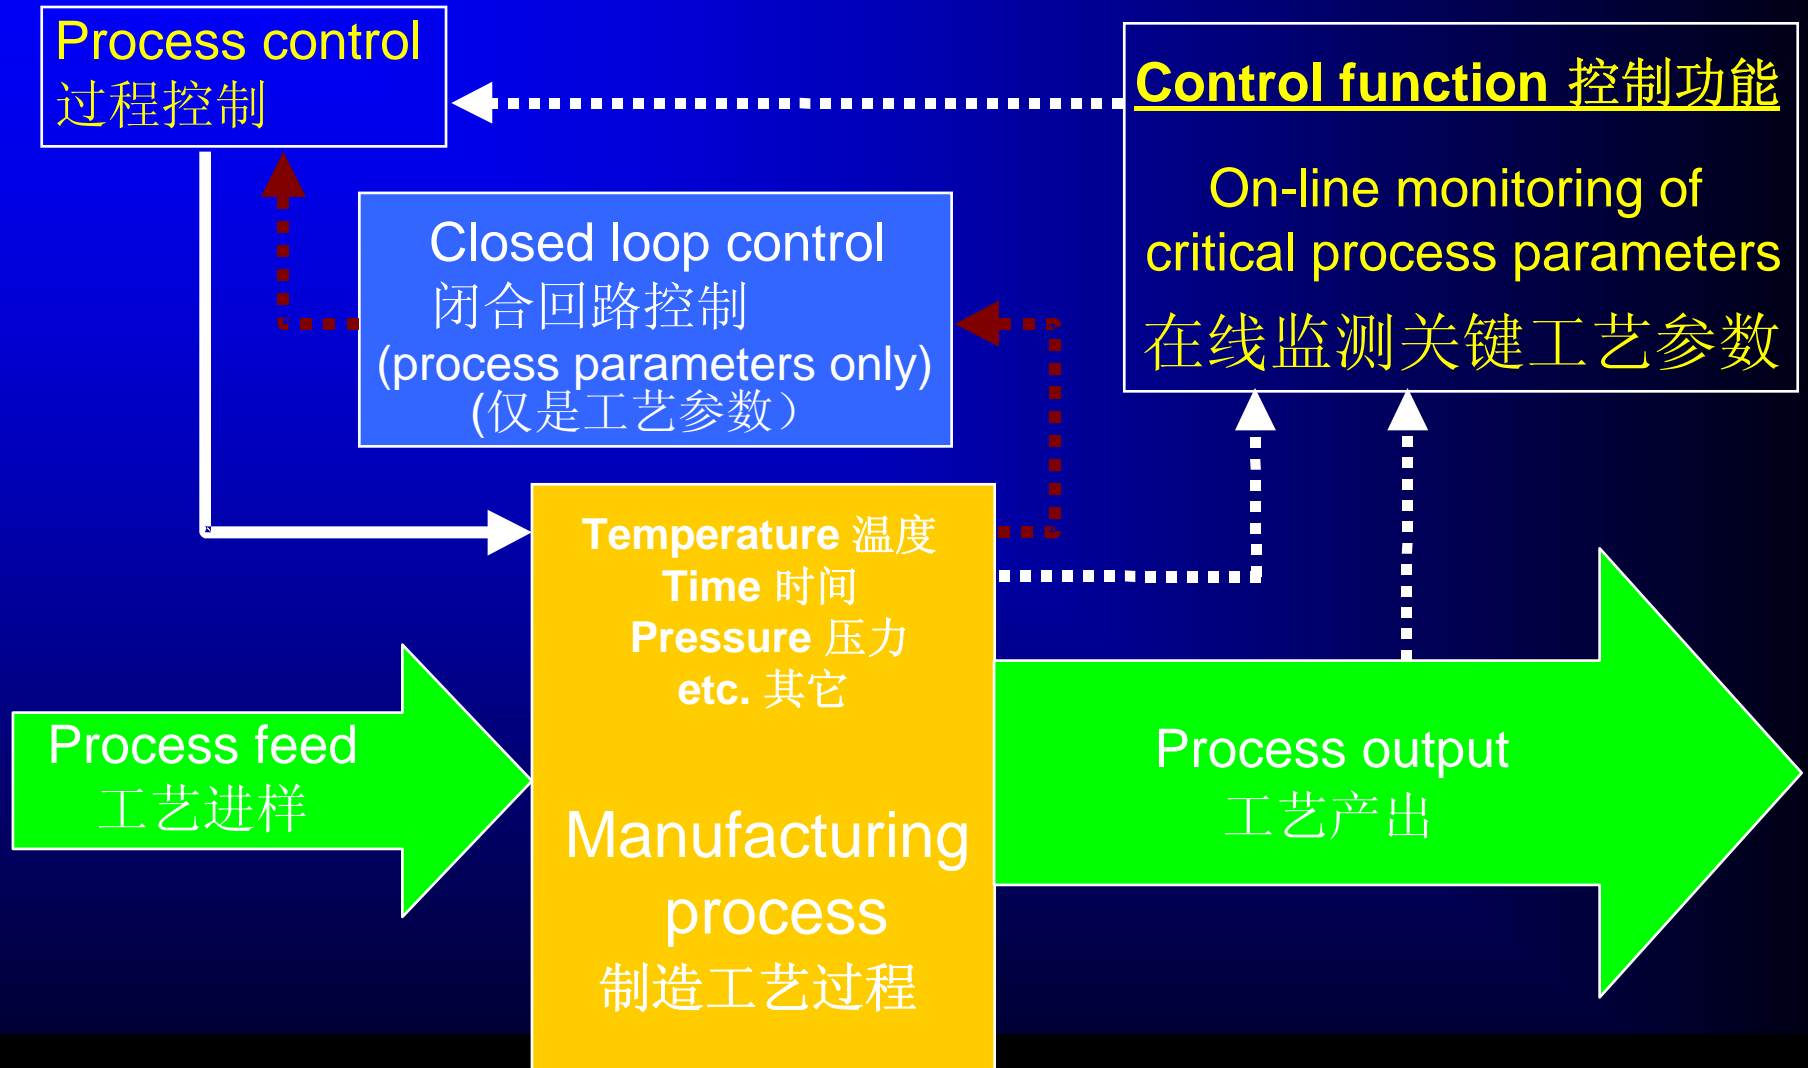 Process control
过程控制
Control function 控制功能
On-line monitoring of
critical process parameters
在线监测关键工艺参数
Closed loop control
闭合回路控制
(process parameters only)
(仅是工艺参数）
Temperature 温度
Time 时间
Pressure 压力
etc. 其它
Manufacturing
process
制造工艺过程
Process feed
工艺进样
Process output
工艺产出